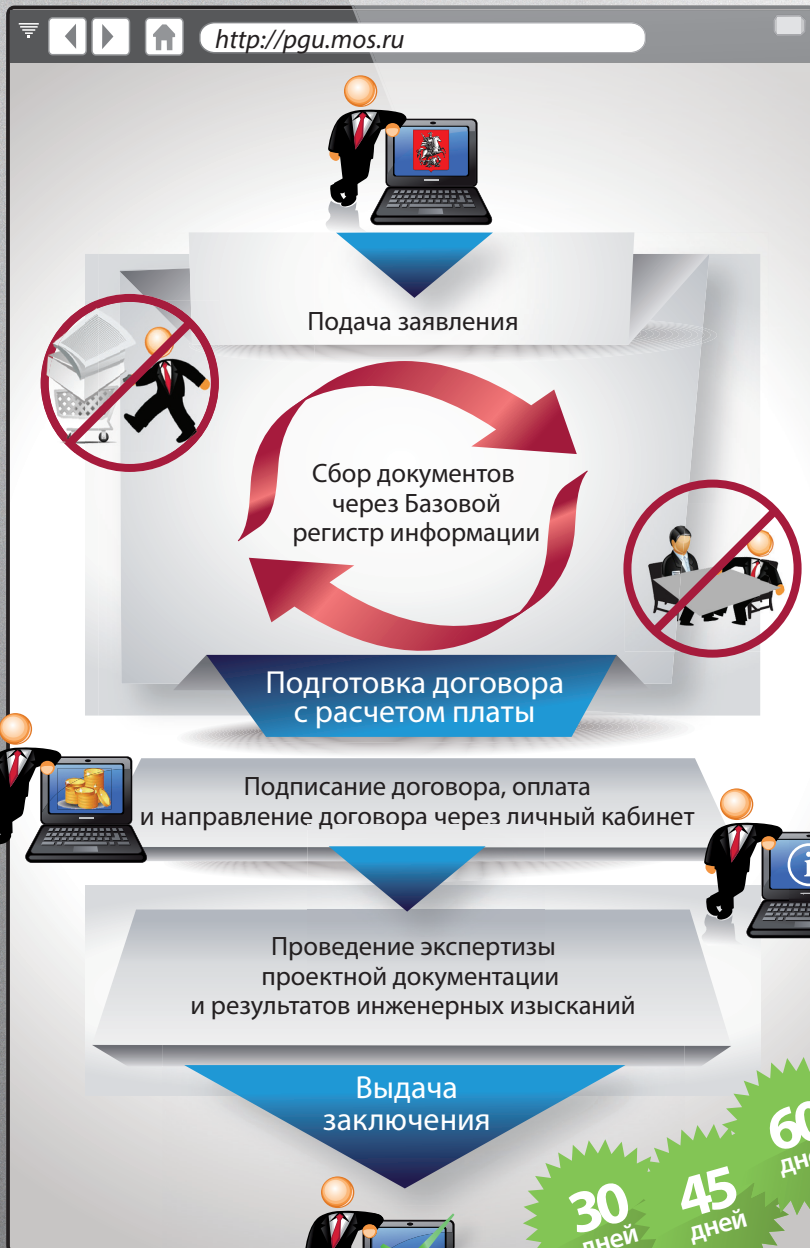 http://pgu.mos.ru
Подача заявления
Сбор документов
через Базовой
регистр информации
Подготовка договора
с расчетом платы
Подписание договора, оплата
и направление договора через личный кабинет
Проведение экспертизы
проектной документации
и результатов инженерных изысканий
Выдача
заключения
30
дней
45
дней
60